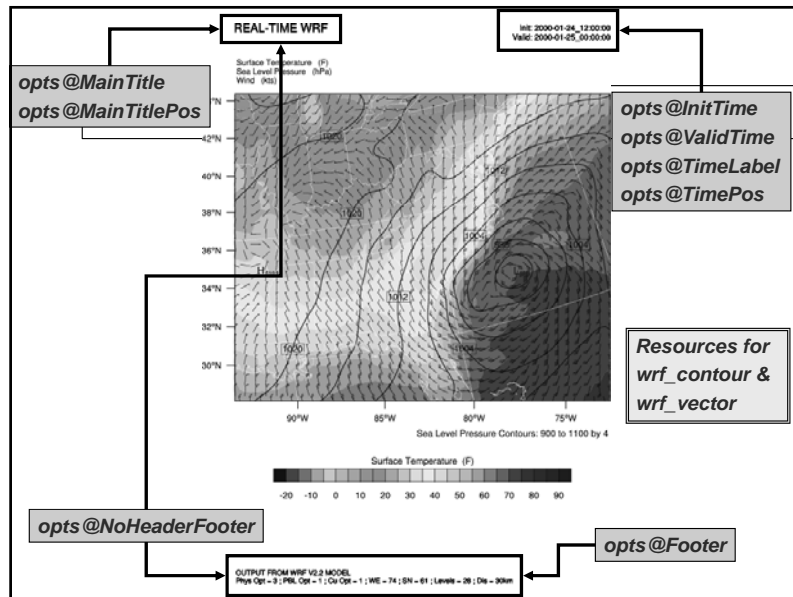 REAL-TIME WRF
Init: 2000-01-24_12:00:00
Valid: 2000-01-25_00:00:00
Surface Temperature (F)
Sea Level Pressure (hPa)
Wind (kts)
opts@MainTitle
opts@MainTitlePos
opts@InitTime
opts@ValidTime
opts@TimeLabel
opts@TimePos
42°N
40°N
38°N
36°N
34°N
32°N
30°N
1020
1012
1020
1004
1004
H
1012
1020
1004
90°W 85°W 80°W 75°W
Resources for
wrf_contour &
wrf_vector
Sea Level Pressure Contours: 900 to 1100 by 4
Surface Temperature (F)
-20 -10 0 10 20 30 40 50 60 70 80 90
opts@NoHeaderFooter
opts@Footer
OUTPUT FROM WRF V2.2 MODEL
Phys Opt = 3 ; PBL Opt = 1 ; Cu Opt = 1 ; WE = 74 ; SN = 61 ; Levels = 28 ; Dis = 30km